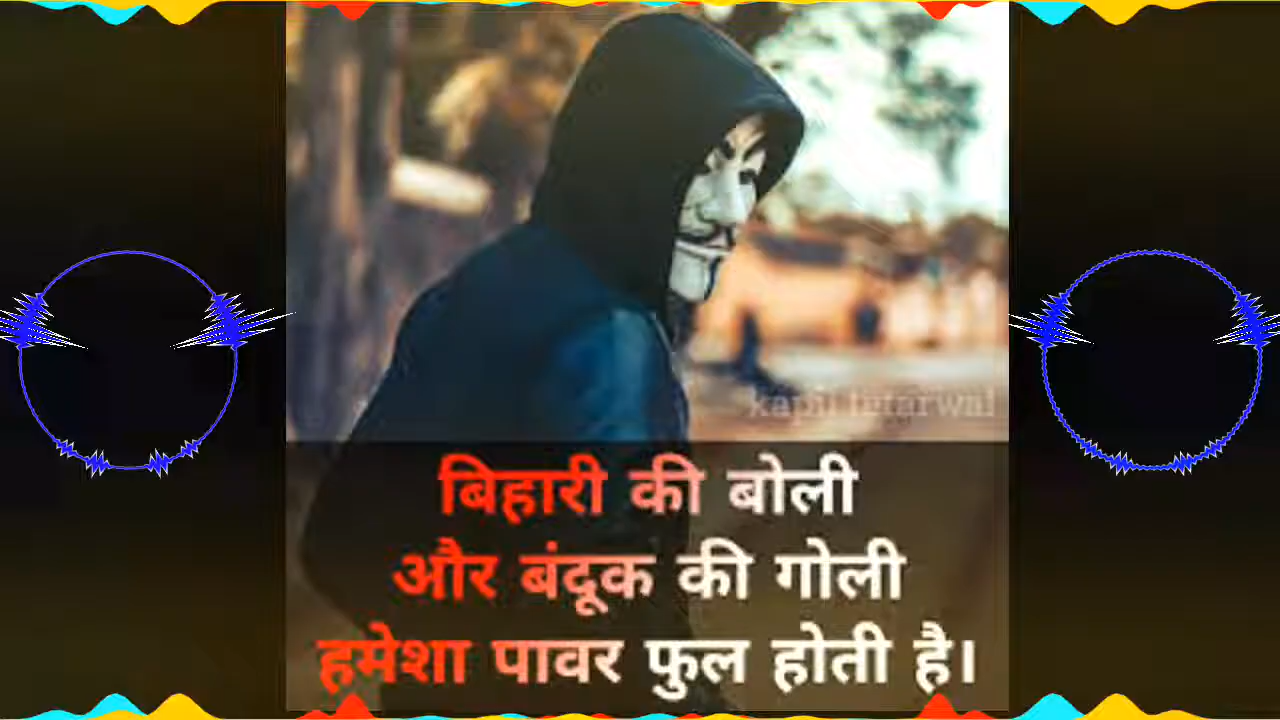 बिहारी की बोली
और बंदूक की गोली
हमेशा पावर फुल होती है।